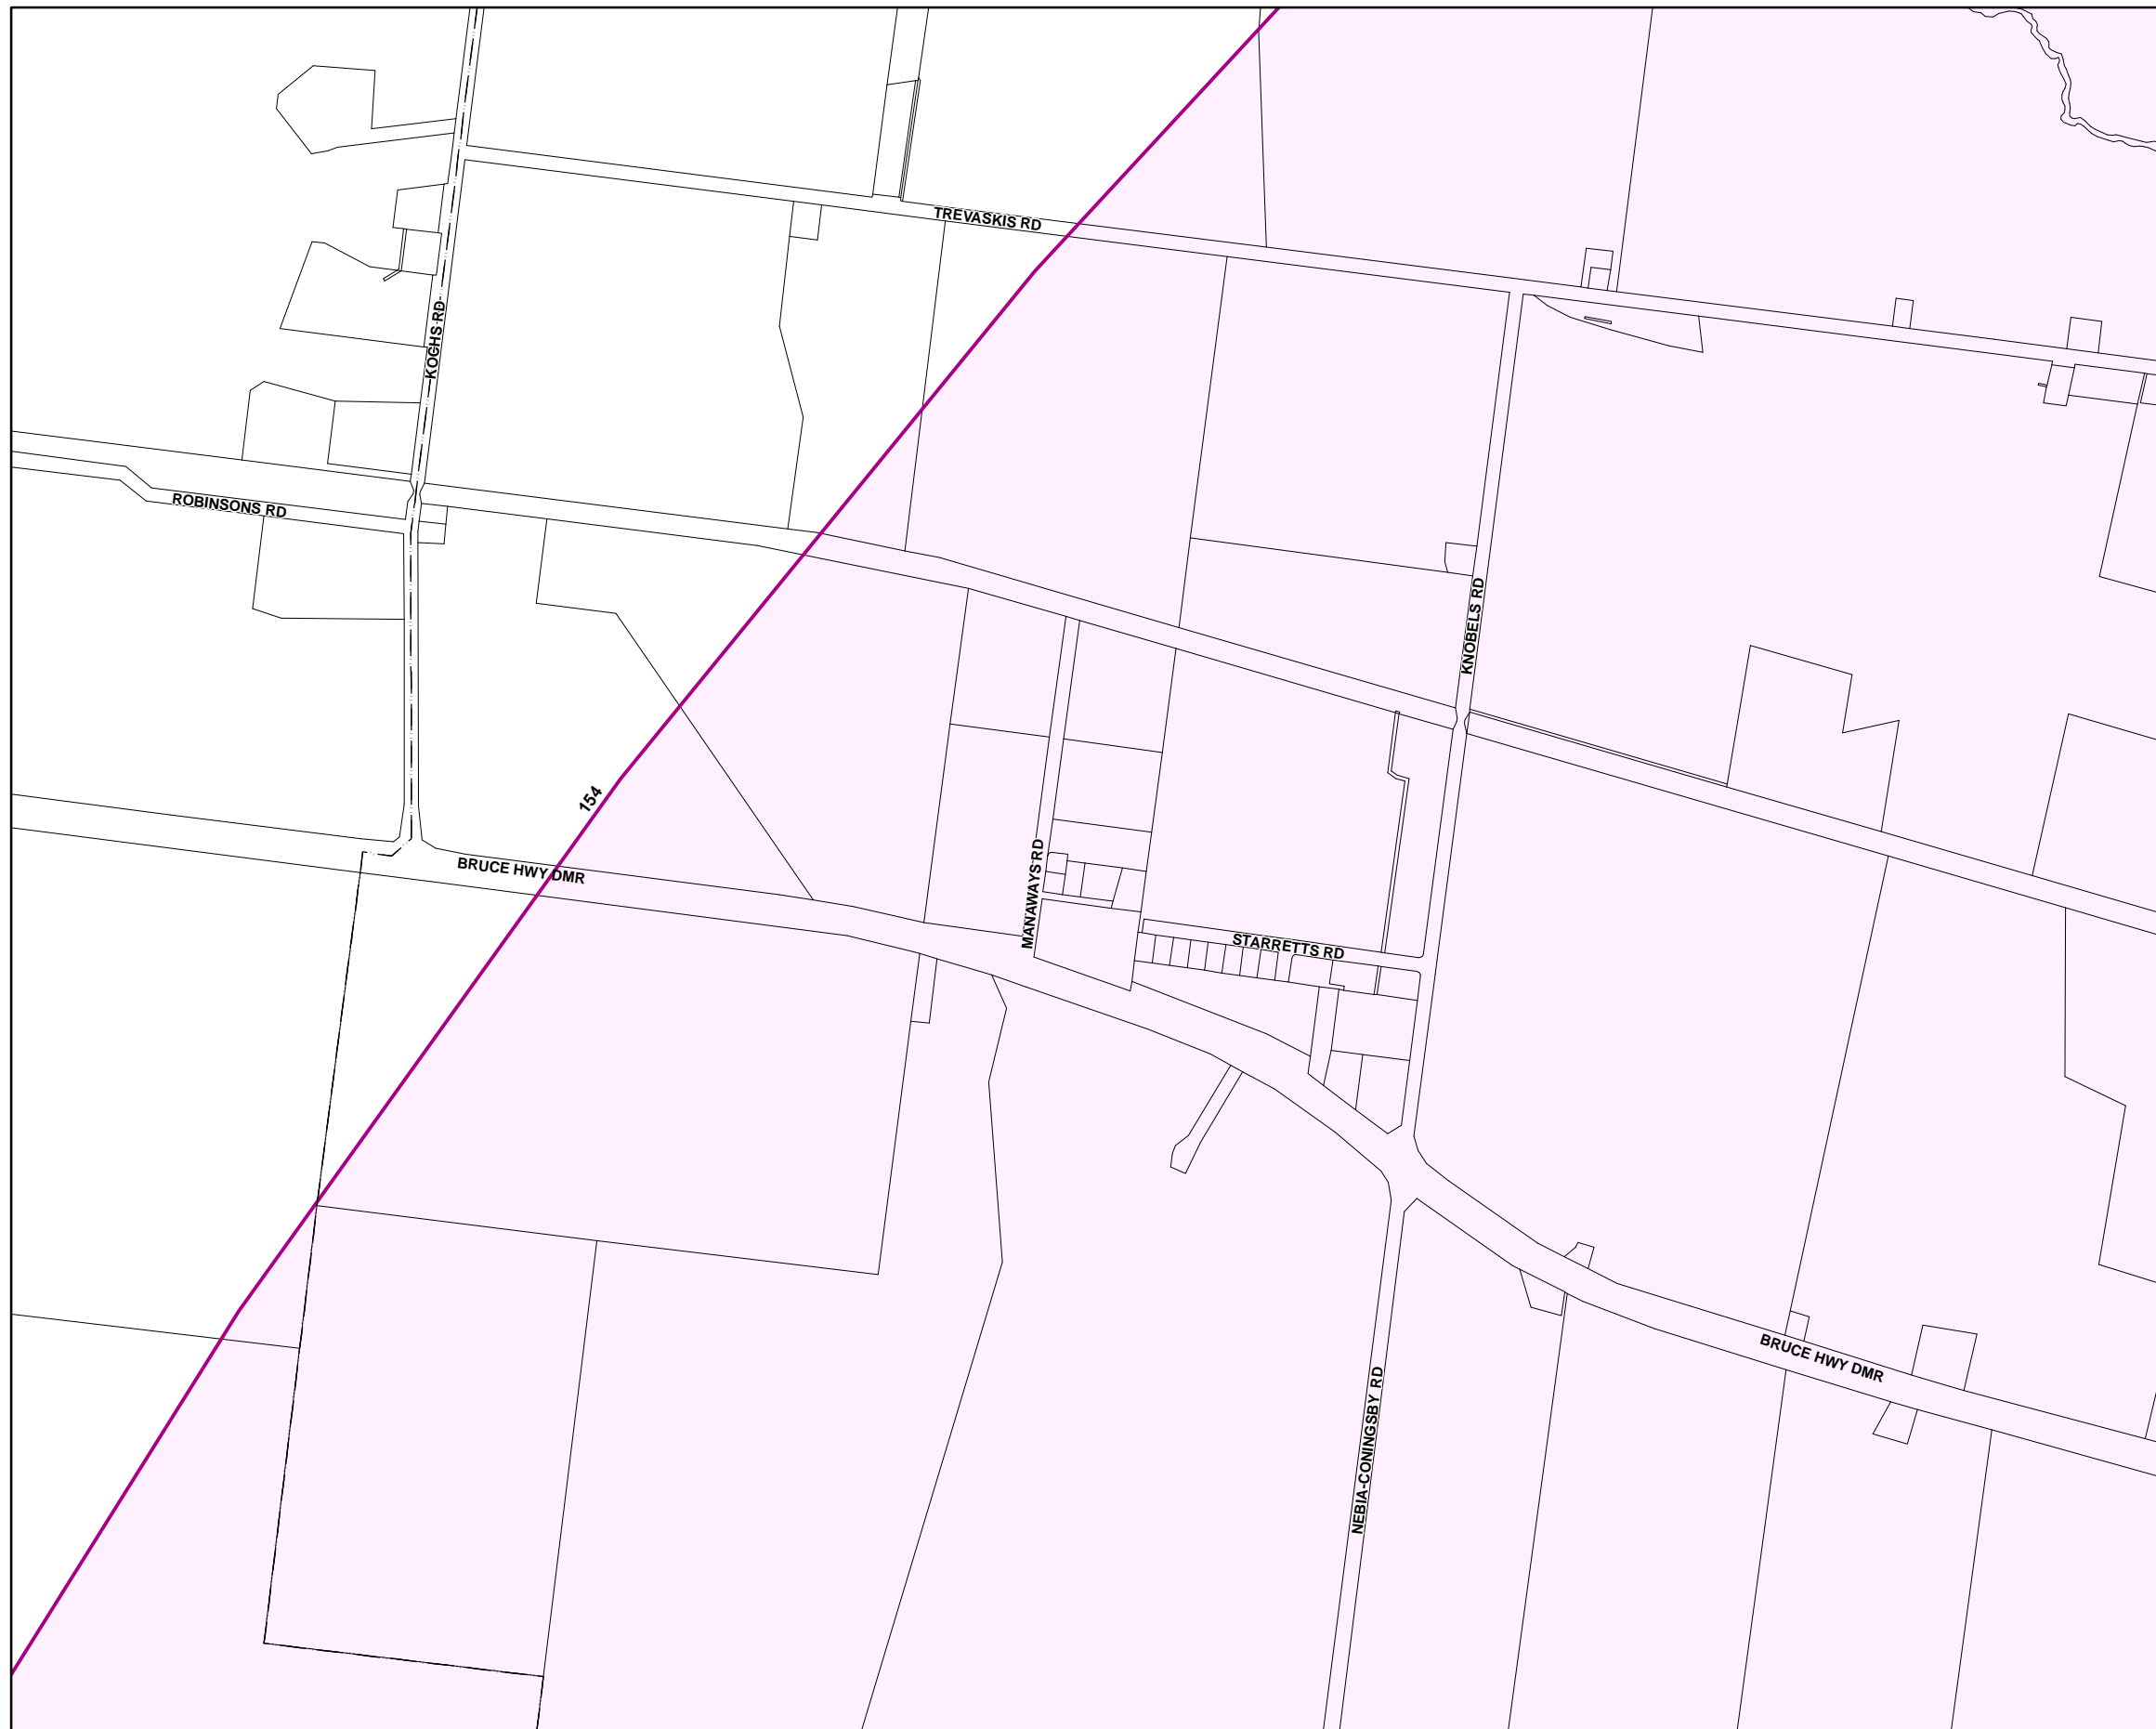 TREVASKIS RD
KOCHS RD
ROBINSONS RD
KNOBELS RD
154
BRUCE HWY DMR
MANAWAYS RD
STARRETTS RD
BRUCE HWY DMR
NEBIA-CONINGSBY RD